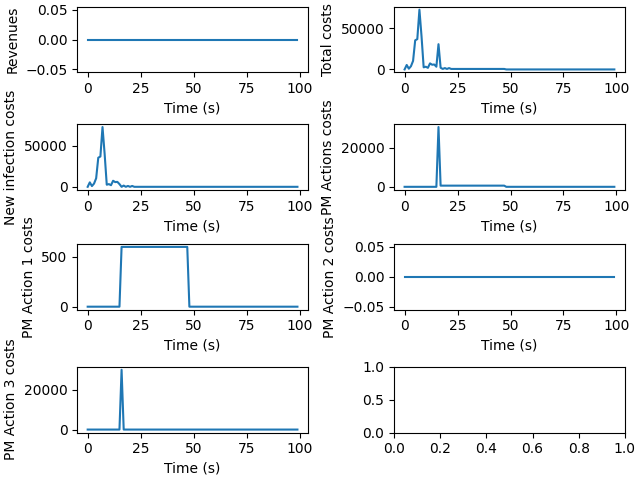 Revenues
0.05
0.00
−0.05
0 25 50 75 100
Time (s)
Total costs
50000
0
0 25 50 75 100
Time (s)
New infection costs
50000
0
0 25 50 75 100
Time (s)
PM Actions costs
20000
0
0 25 50 75 100
Time (s)
PM Action 1 costs
500
0
0 25 50 75 100
Time (s)
PM Action 2 costs
0.05
0.00
−0.05
0 25 50 75 100
Time (s)
PM Action 3 costs
20000
0
0 25 50 75 100
Time (s)
1.0
0.5
0.0
0.0 0.2 0.4 0.6 0.8 1.0